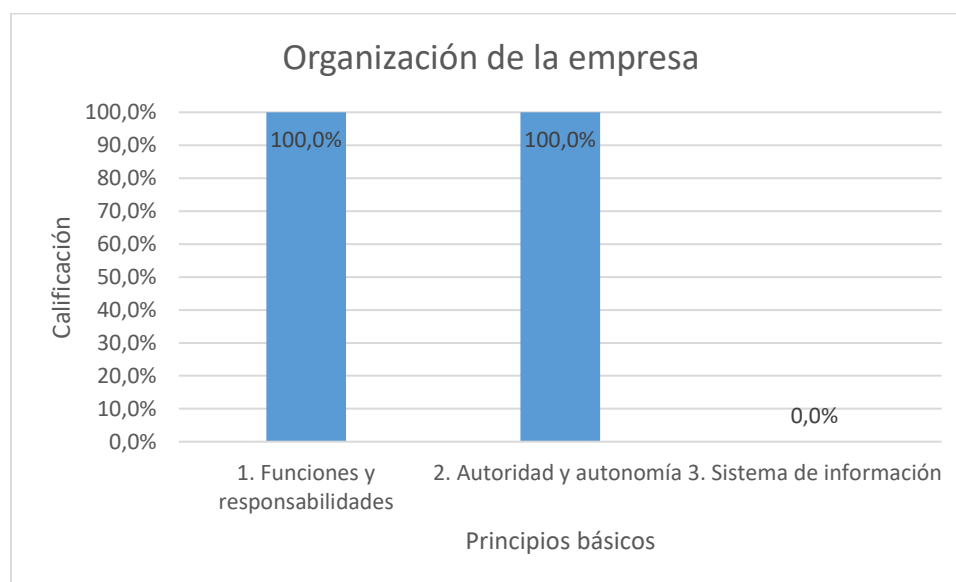 Organización de la empresa
100,0%
90,0%
80,0%
70,0%
60,0%
50,0%
40,0%
30,0%
20,0%
10,0%
0,0%
Calificación
100,0%
100,0%
0,0%
1. Funciones y
responsabilidades
2. Autoridad y autonomía
3. Sistema de información
Principios básicos